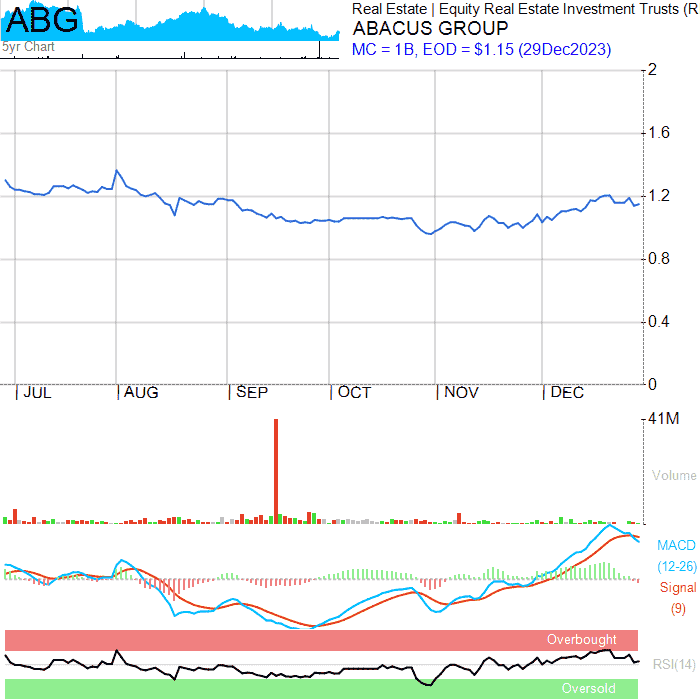 ABG
5yr Chart
Real Estate | Equity Real Estate Investment Trusts (R
ABACUS GROUP
MC = 1B, EOD = $1.15 (29Dec2023)
2
1.6
1.2
0.8
0.4
0
| JUL | AUG | SEP | OCT | NOV | DEC
41M
Volume
MACD
(12-26)
Signal
(9)
Overbought
RSI(14)
Oversold